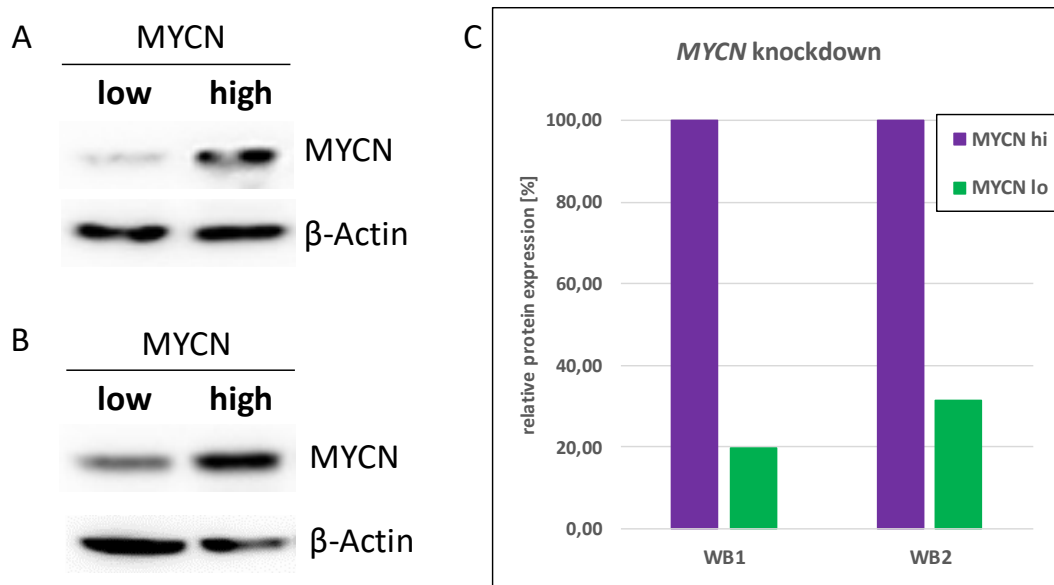 A
MYCN
low high
MYCN
β-Actin
B
MYCN
low high
MYCN
β-Actin
C
MYCN knockdown
relative protein expression [%]
100,00
80,00
60,00
40,00
20,00
0,00
WB1 WB2
MYCN hi
MYCN lo